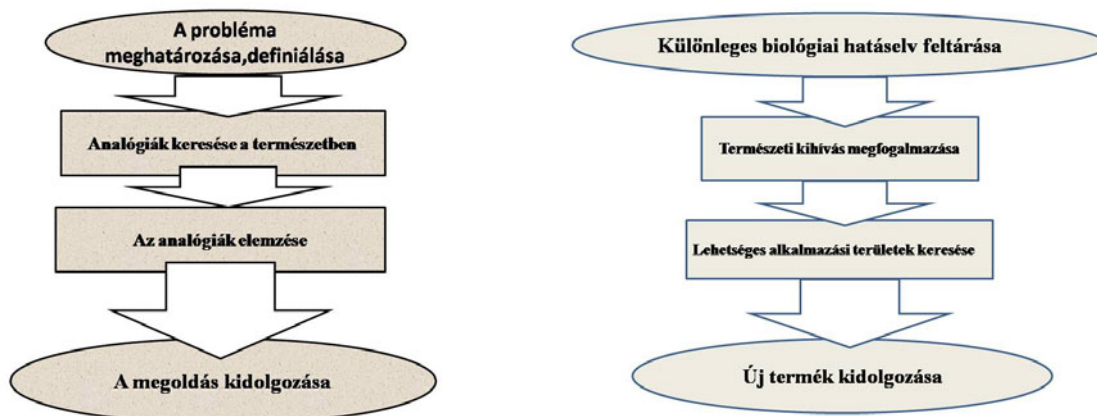 A probléma
meghatározása,definiálása
Analógiák keresése a természetben
Az analógiák elemzése
A megoldás kidolgozása
Különleges biológiai hatáselv feltárása
Természeti kihívás megfogalmazása
Lehetséges alkalmazási területek keresése
Új termék kidolgozása